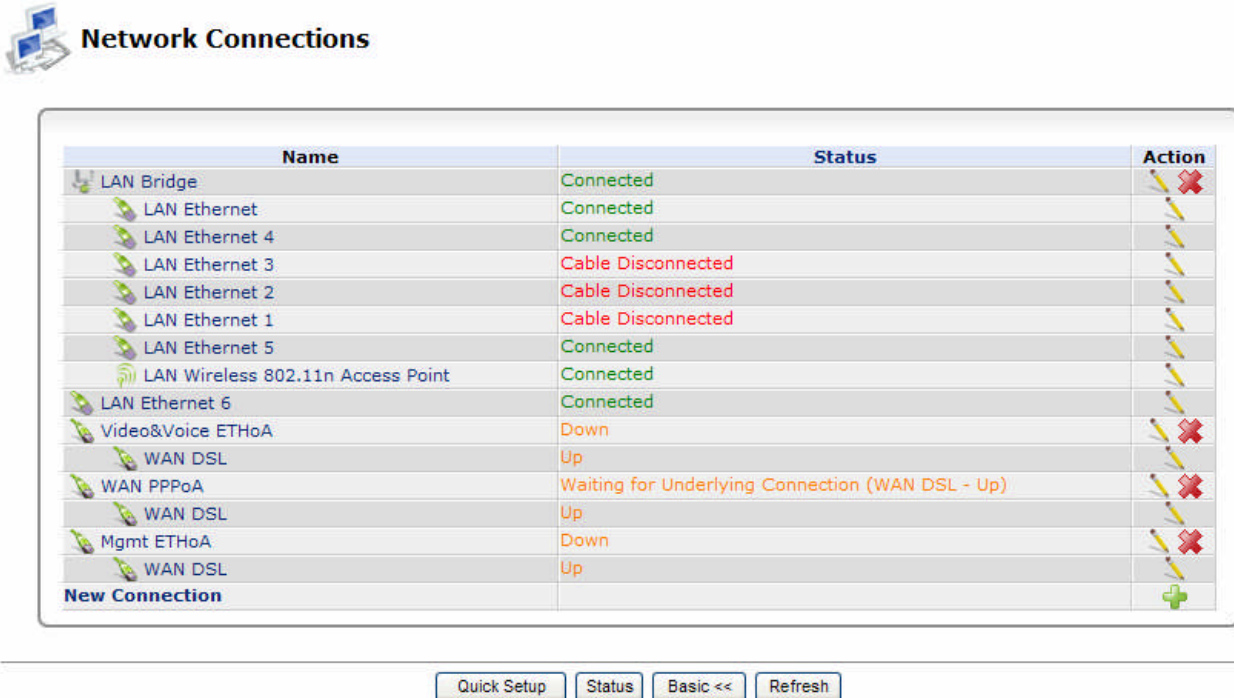 Network Connections
Name Status Action
LAN Bridge Connected
LAN Ethernet Connected
LAN Ethernet 4 Connected
LAN Ethernet 3 Cable Disconnected
LAN Ethernet 2 Cable Disconnected
LAN Ethernet 1 Cable Disconnected
LAN Ethernet 5 Connected
LAN Wireless 802.11n Access Point Connected
LAN Ethernet 6 Connected
Video&Voice ETHoA Down
WAN DSL Up
WAN PPPoA Waiting for Underlying Connection (WAN DSL - Up)
WAN DSL Up
Mgmt ETHoA Down
WAN DSL Up
New Connection
Quick Setup Status Basic << Refresh